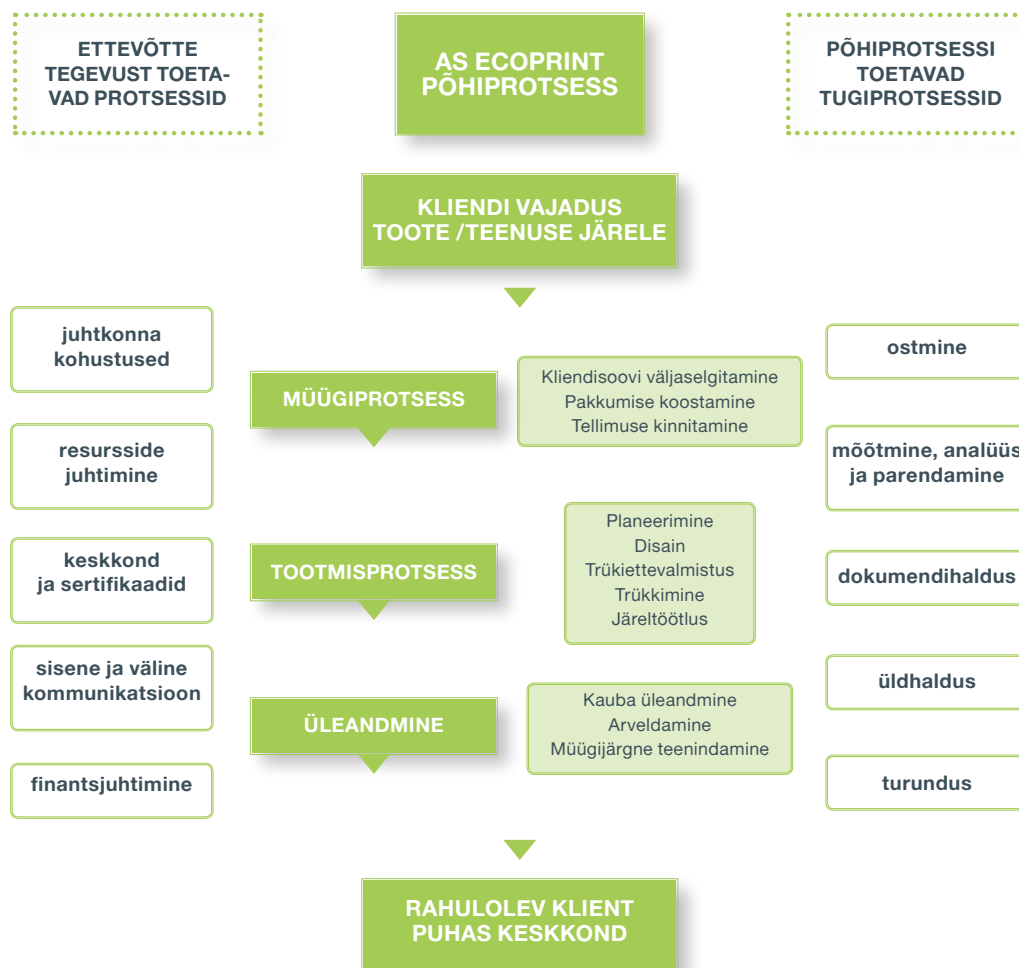 ETTEVÕTTE
TEGEVUST TOETA-
VAD PROTSESSID
AS ECOPRINT
PÕHIPROTSESS
PÕHIPROTSESSI
TOETAVAD
TUGIPROTSESSID
KLIENDI VAJADUS
TOOTE /TEENUSE JÄRELE
juhtkonna
kohustused
resursside
juhtimine
keskkond
ja sertifikaadid
sisene ja väline
kommunikatsioon
finantsjuhtimine
MÜÜGIPROTSESS
Kliendisoovi väljaselgitamine
Pakkumise koostamine
Tellimuse kinnitamine
TOOTMISPROTSESS
Planeerimine
Disain
Trükiettevalmistus
Trükkimine
Järeltöötlus
ÜLEANDMINE
Kauba üleandmine
Arveldamine
Müügijärgne teenindamine
ostmine
mõõtmine, analüüs
ja parendamine
dokumendihaldus
üldhaldus
turundus
RAHULOLEV KLIENT
PUHAS KESKKOND